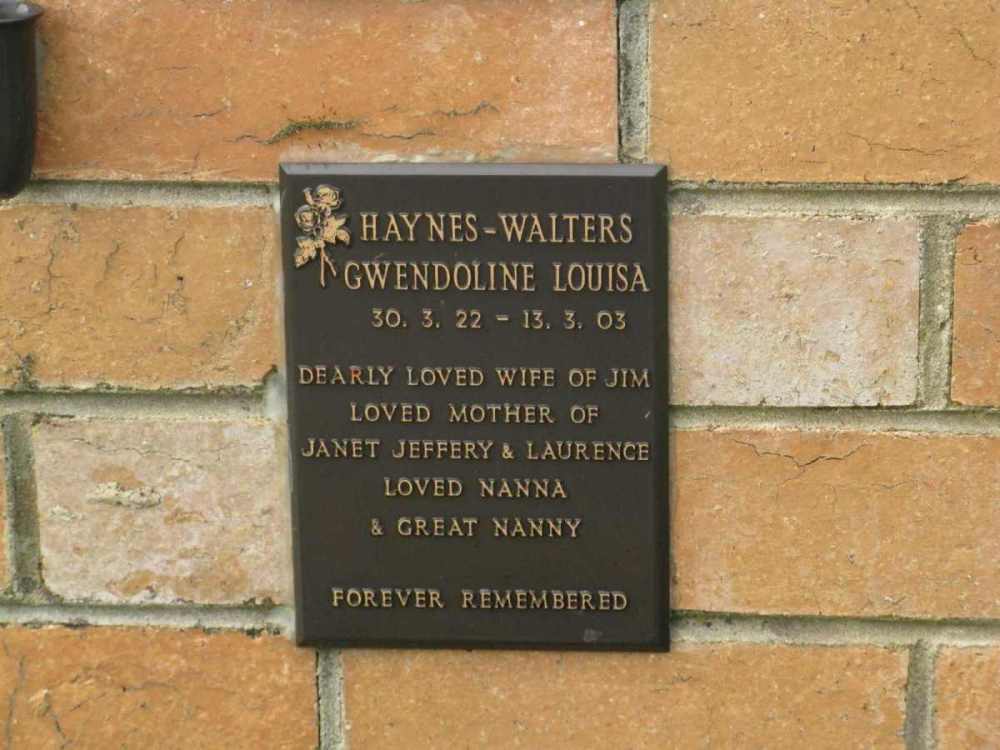 HAYNES-WALTERS
GWENDOLINE LOUISA
30. 3. 22 - 13. 3. 03
DEARLY LOVED WIFE OF JIM
LOVED MOTHER OF
JANET JEFFERY & LAURENCE
LOVED NANNA
& GREAT NANNY
FOREVER REMEMBERED